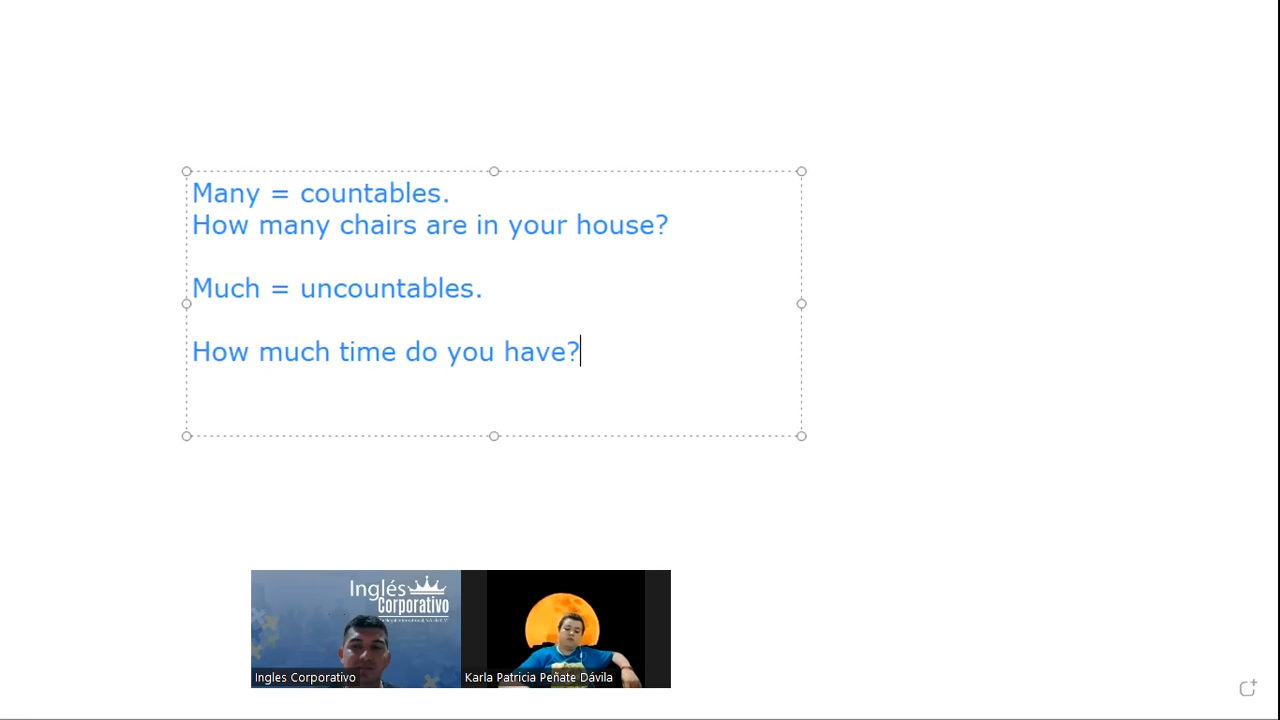 Many = countables.
How many chairs are in your house?
Much = uncountables.
How much time do you have?
Inglés
Corporativo
Ingles Corporativo
Karla Patricia Peñate Dávila